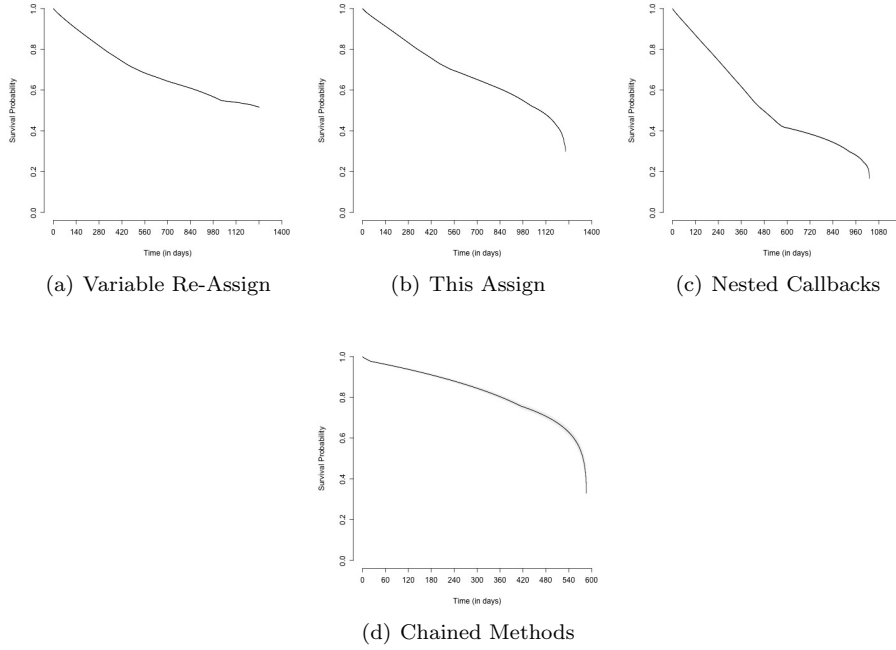 Survival Probability
0.0 0.2 0.4 0.6 0.8 1.0
0 140 280 420 560 700 840 980 1120 1400
Time (in days)
(a) Variable Re-Assign
Survival Probability
0.0 0.2 0.4 0.6 0.8 1.0
0 140 280 420 560 700 840 980 1120 1400
Time (in days)
(b) This Assign
Survival Probability
0.0 0.2 0.4 0.6 0.8 1.0
0 120 240 360 480 600 720 840 960 1080
Time (in days)
(c) Nested Callbacks
Survival Probability
0.0 0.2 0.4 0.6 0.8 1.0
0 60 120 180 240 300 360 420 480 540 600
Time (in days)
(d) Chained Methods